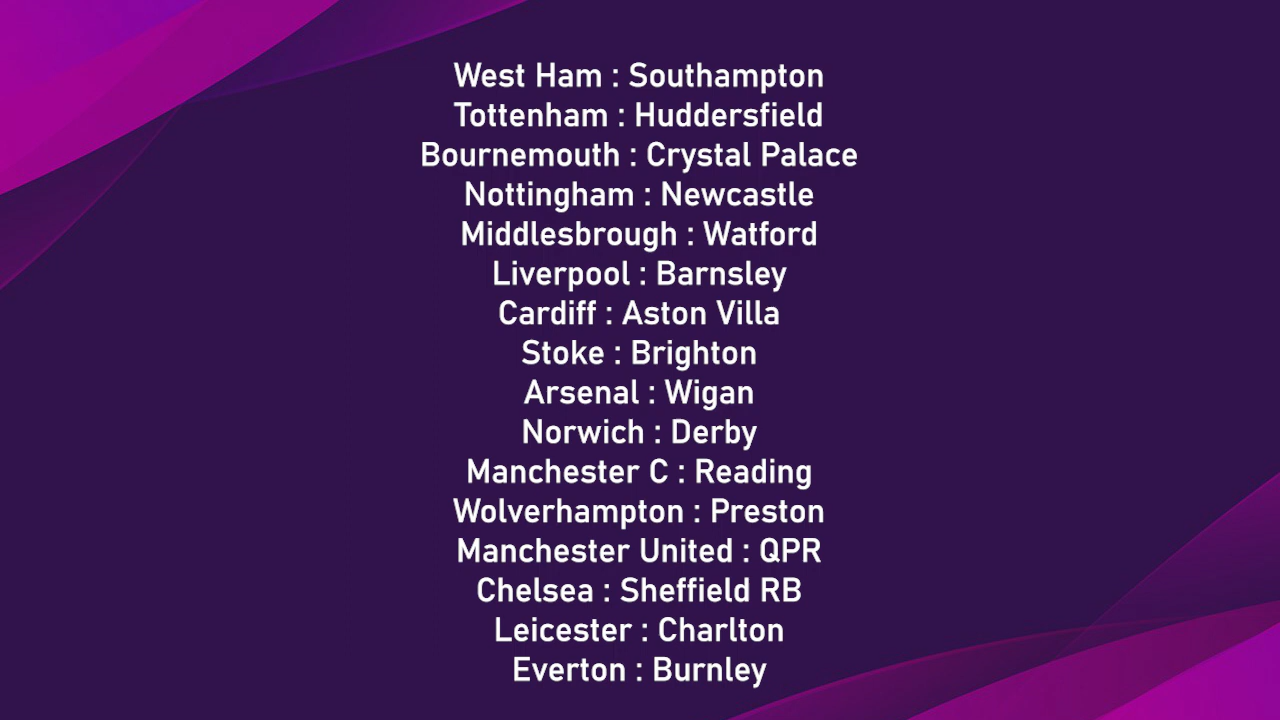 West Ham : Southampton
Tottenham : Huddersfield
Bournemouth : Crystal Palace
Nottingham : Newcastle
Middlesbrough : Watford
Liverpool : Barnsley
Cardiff : Aston Villa
Stoke : Brighton
Arsenal : Wigan
Norwich : Derby
Manchester C : Reading
Wolverhampton : Preston
Manchester United : QPR
Chelsea : Sheffield RB
Leicester : Charlton
Everton : Burnley